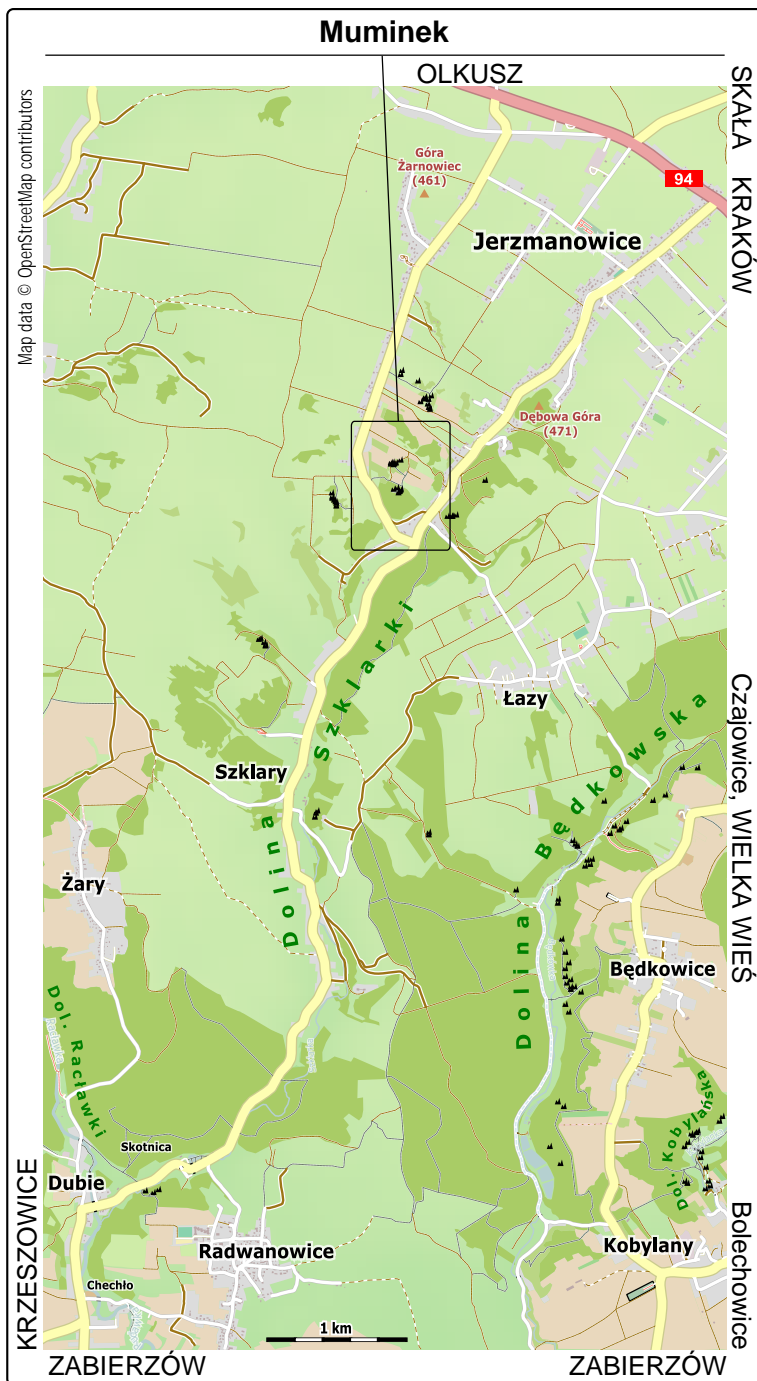 Muminek
OLKUSZ
SKAŁA KRAKÓW
Map data © OpenStreetMap contributors
Góra
Żarnowiec
(461)
94
Jerzmanowice
Dębowa Góra
(471)
Dolina Szklarki
Łazy
Czajowice, WIELKA WIEŚ
Szklary
Dolina Będkowska
Żary
Będkowice
Dol. Racławki
Racławka
Dol. Kobylańska
Skotnica
Dubie
KRZESZOWICE
Radwanowice
Kobylany
Bolechowice
Chechło
1 km
ZABIERZÓW
ZABIERZÓW